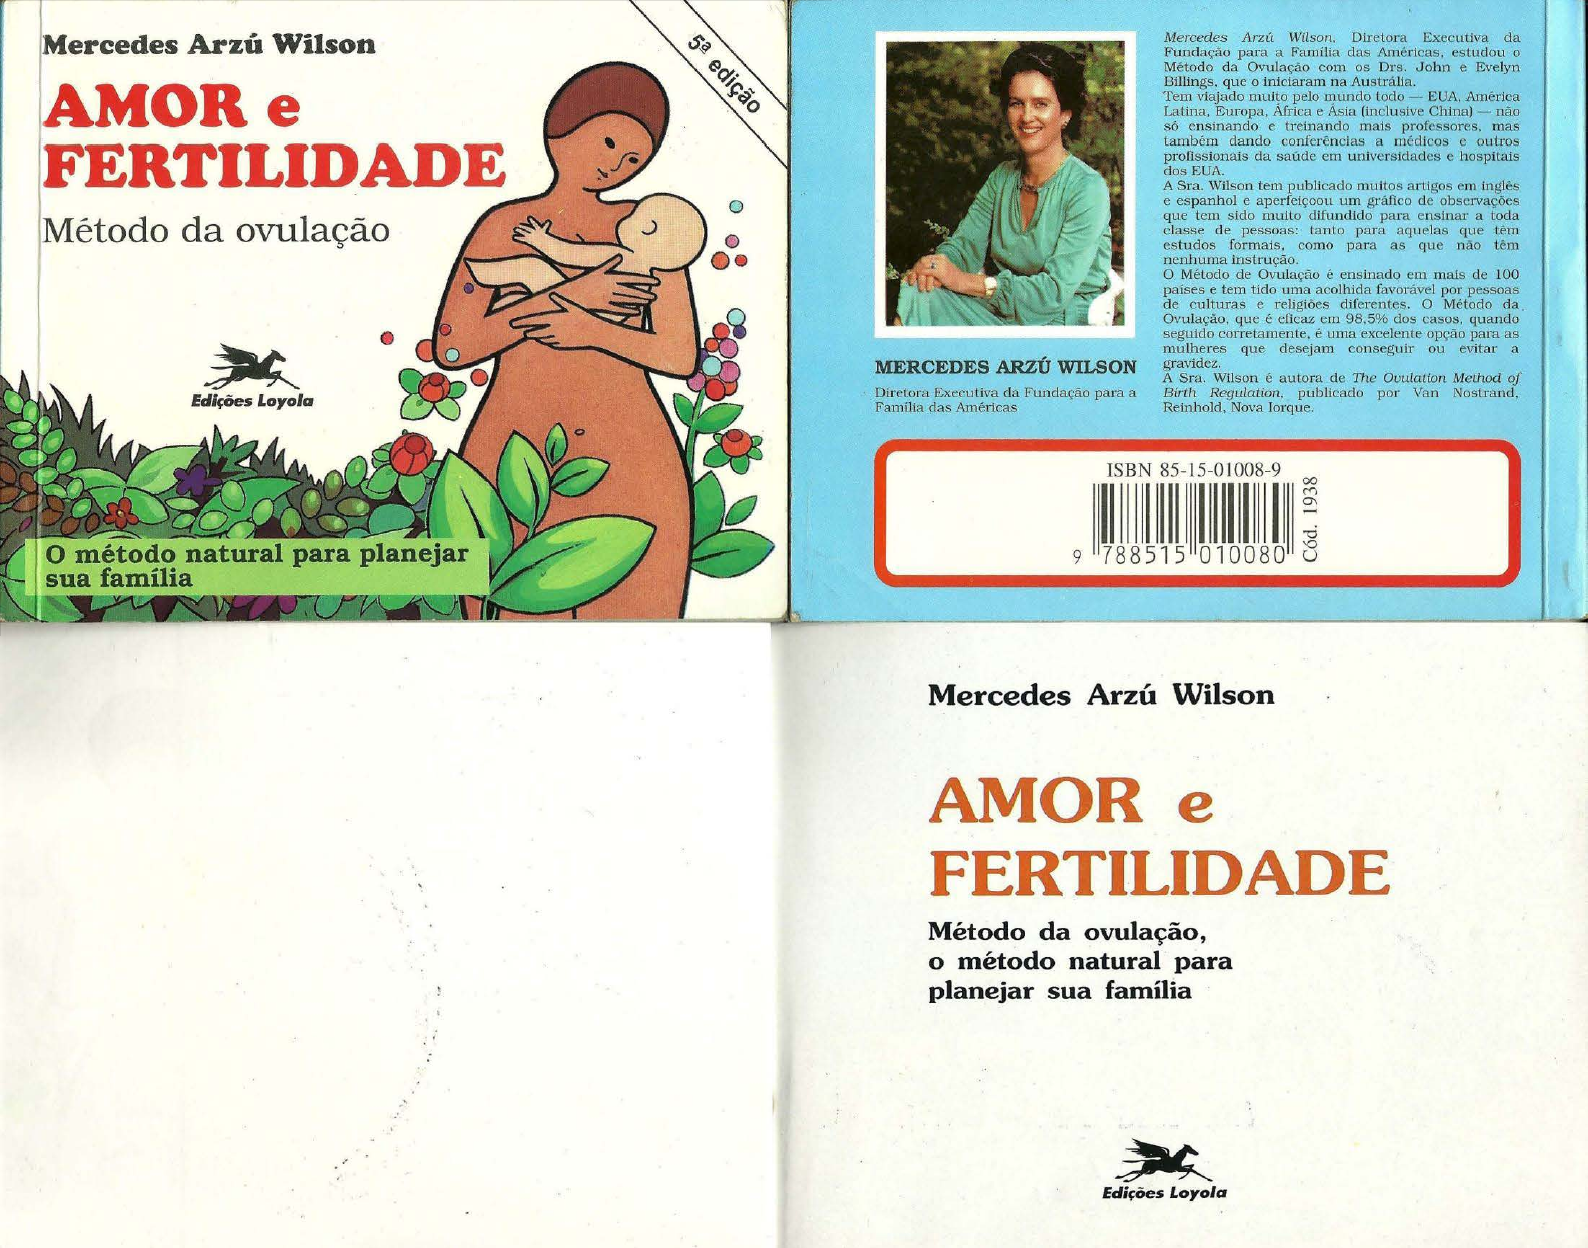 Mercedes Arzú Wilson
AMOR e
FERTILIDADE
Método da ovulação
5ª edição
Edições Loyola
O método natural para planejar
sua família
MERCEDES ARZÚ WILSON
Diretora Executiva da Fundação para a
Família das Américas
Mercedes Arzú Wilson, Diretora Executiva da
Fundação para a Família das Américas, estudou o
Método da Ovulação com os Drs. John e Evelyn
Billings, que o iniciaram na Austrália.
Tem viajado muito pelo mundo todo — EUA, América
Latina, Europa, África e Ásia (inclusive China) — não
só ensinando e treinando mais professores, mas
também dando conferências a médicos e outros
profissionais da saúde em universidades e hospitais
dos EUA.
A Sra. Wilson tem publicado muitos artigos em inglês
e espanhol e aperfeiçoou um gráfico de observações
que tem sido muito difundido para ensinar a toda
classe de pessoas: tanto para aquelas que têm
estudos formais, como para as que não têm
nenhuma instrução.
O Método de Ovulação é ensinado em mais de 100
países e tem tido uma acolhida favorável por pessoas
de culturas e religiões diferentes. O Método da
Ovulação, que é eficaz em 98,5% dos casos, quando
seguido corretamente, é uma excelente opção para as
mulheres que desejam conseguir ou evitar a
gravidez.
A Sra. Wilson é autora de The Ovulation Method of
Birth Regulation, publicado por Van Nostrand,
Reinhold, Nova Iorque.
ISBN 85-15-01008-9
9 788515 010080
Cód. 1938
Mercedes Arzú Wilson
AMOR e
FERTILIDADE
Método da ovulação,
o método natural para
planejar sua família
Edições Loyola